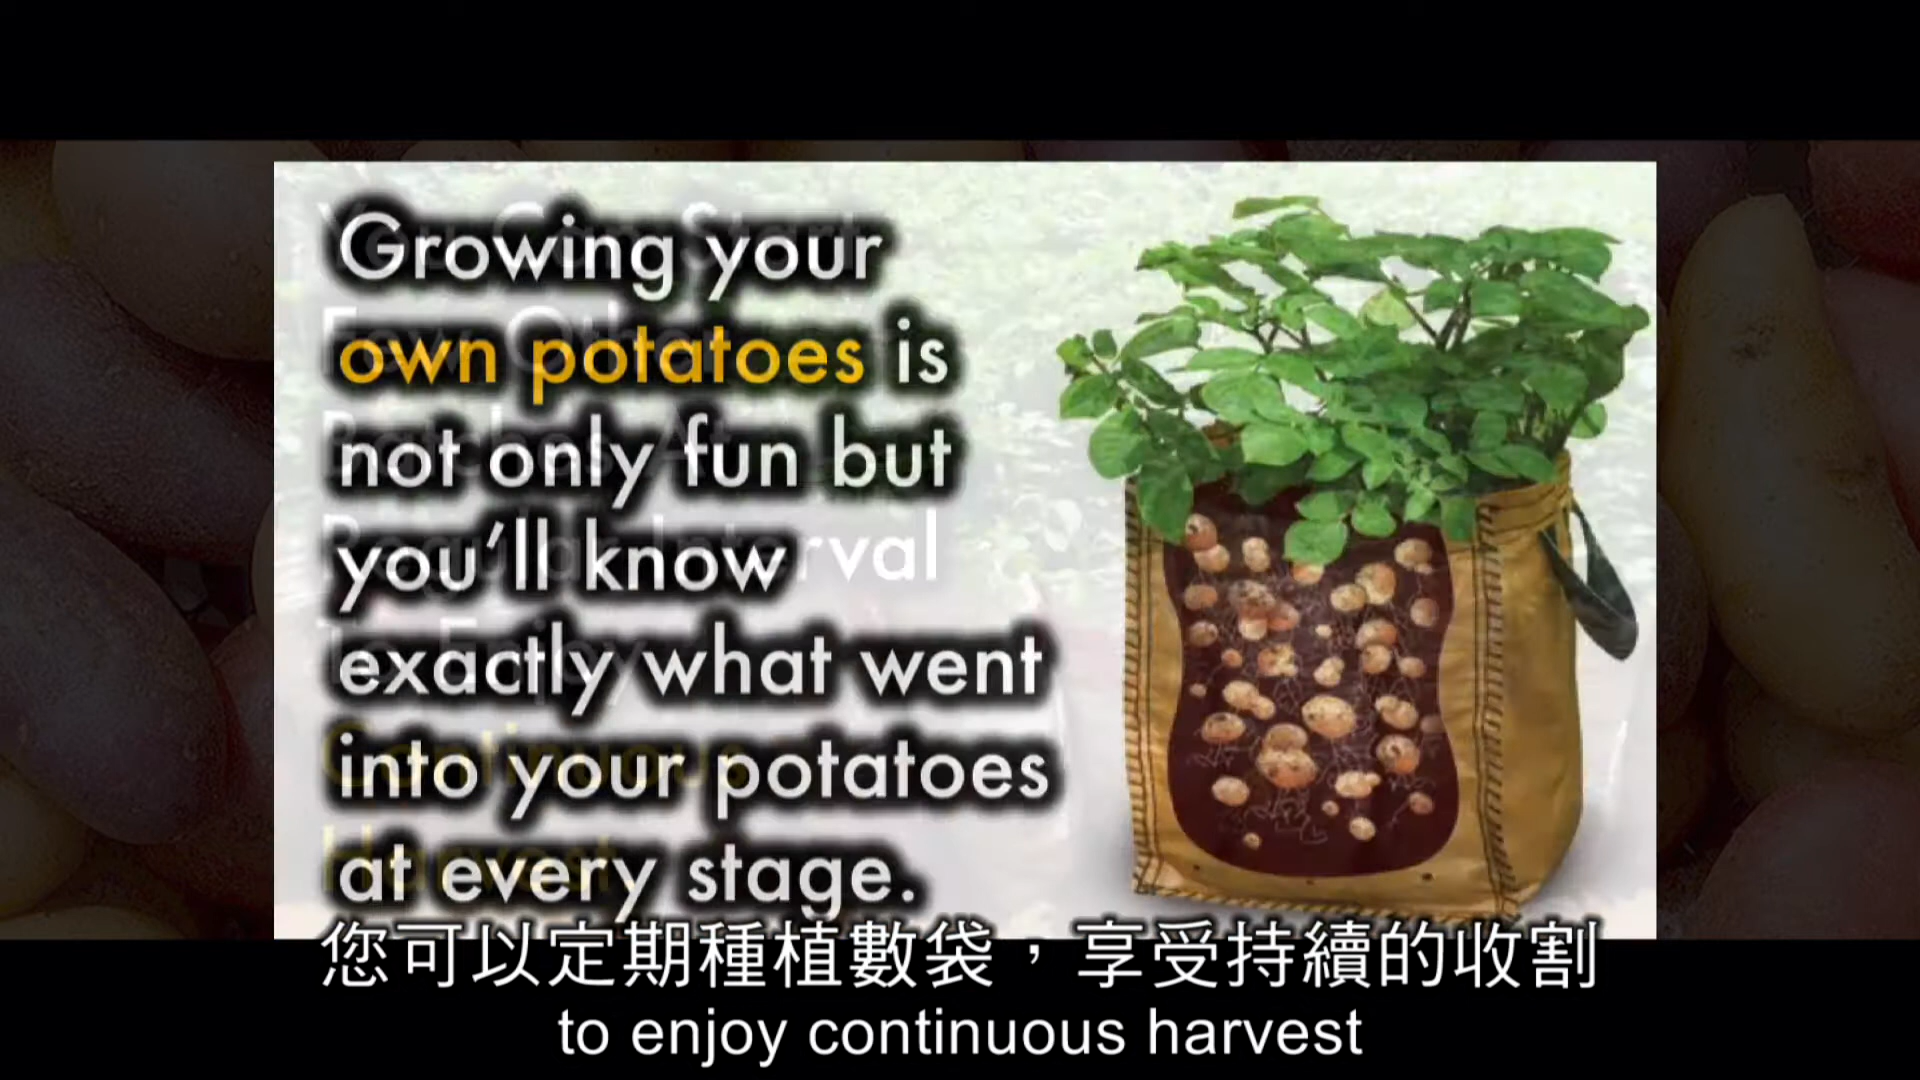 Growing your
own potatoes is
not only fun but
you'll know
exactly what went
into your potatoes
at every stage.
您可以定期種植數袋，享受持續的收割
to enjoy continuous harvest